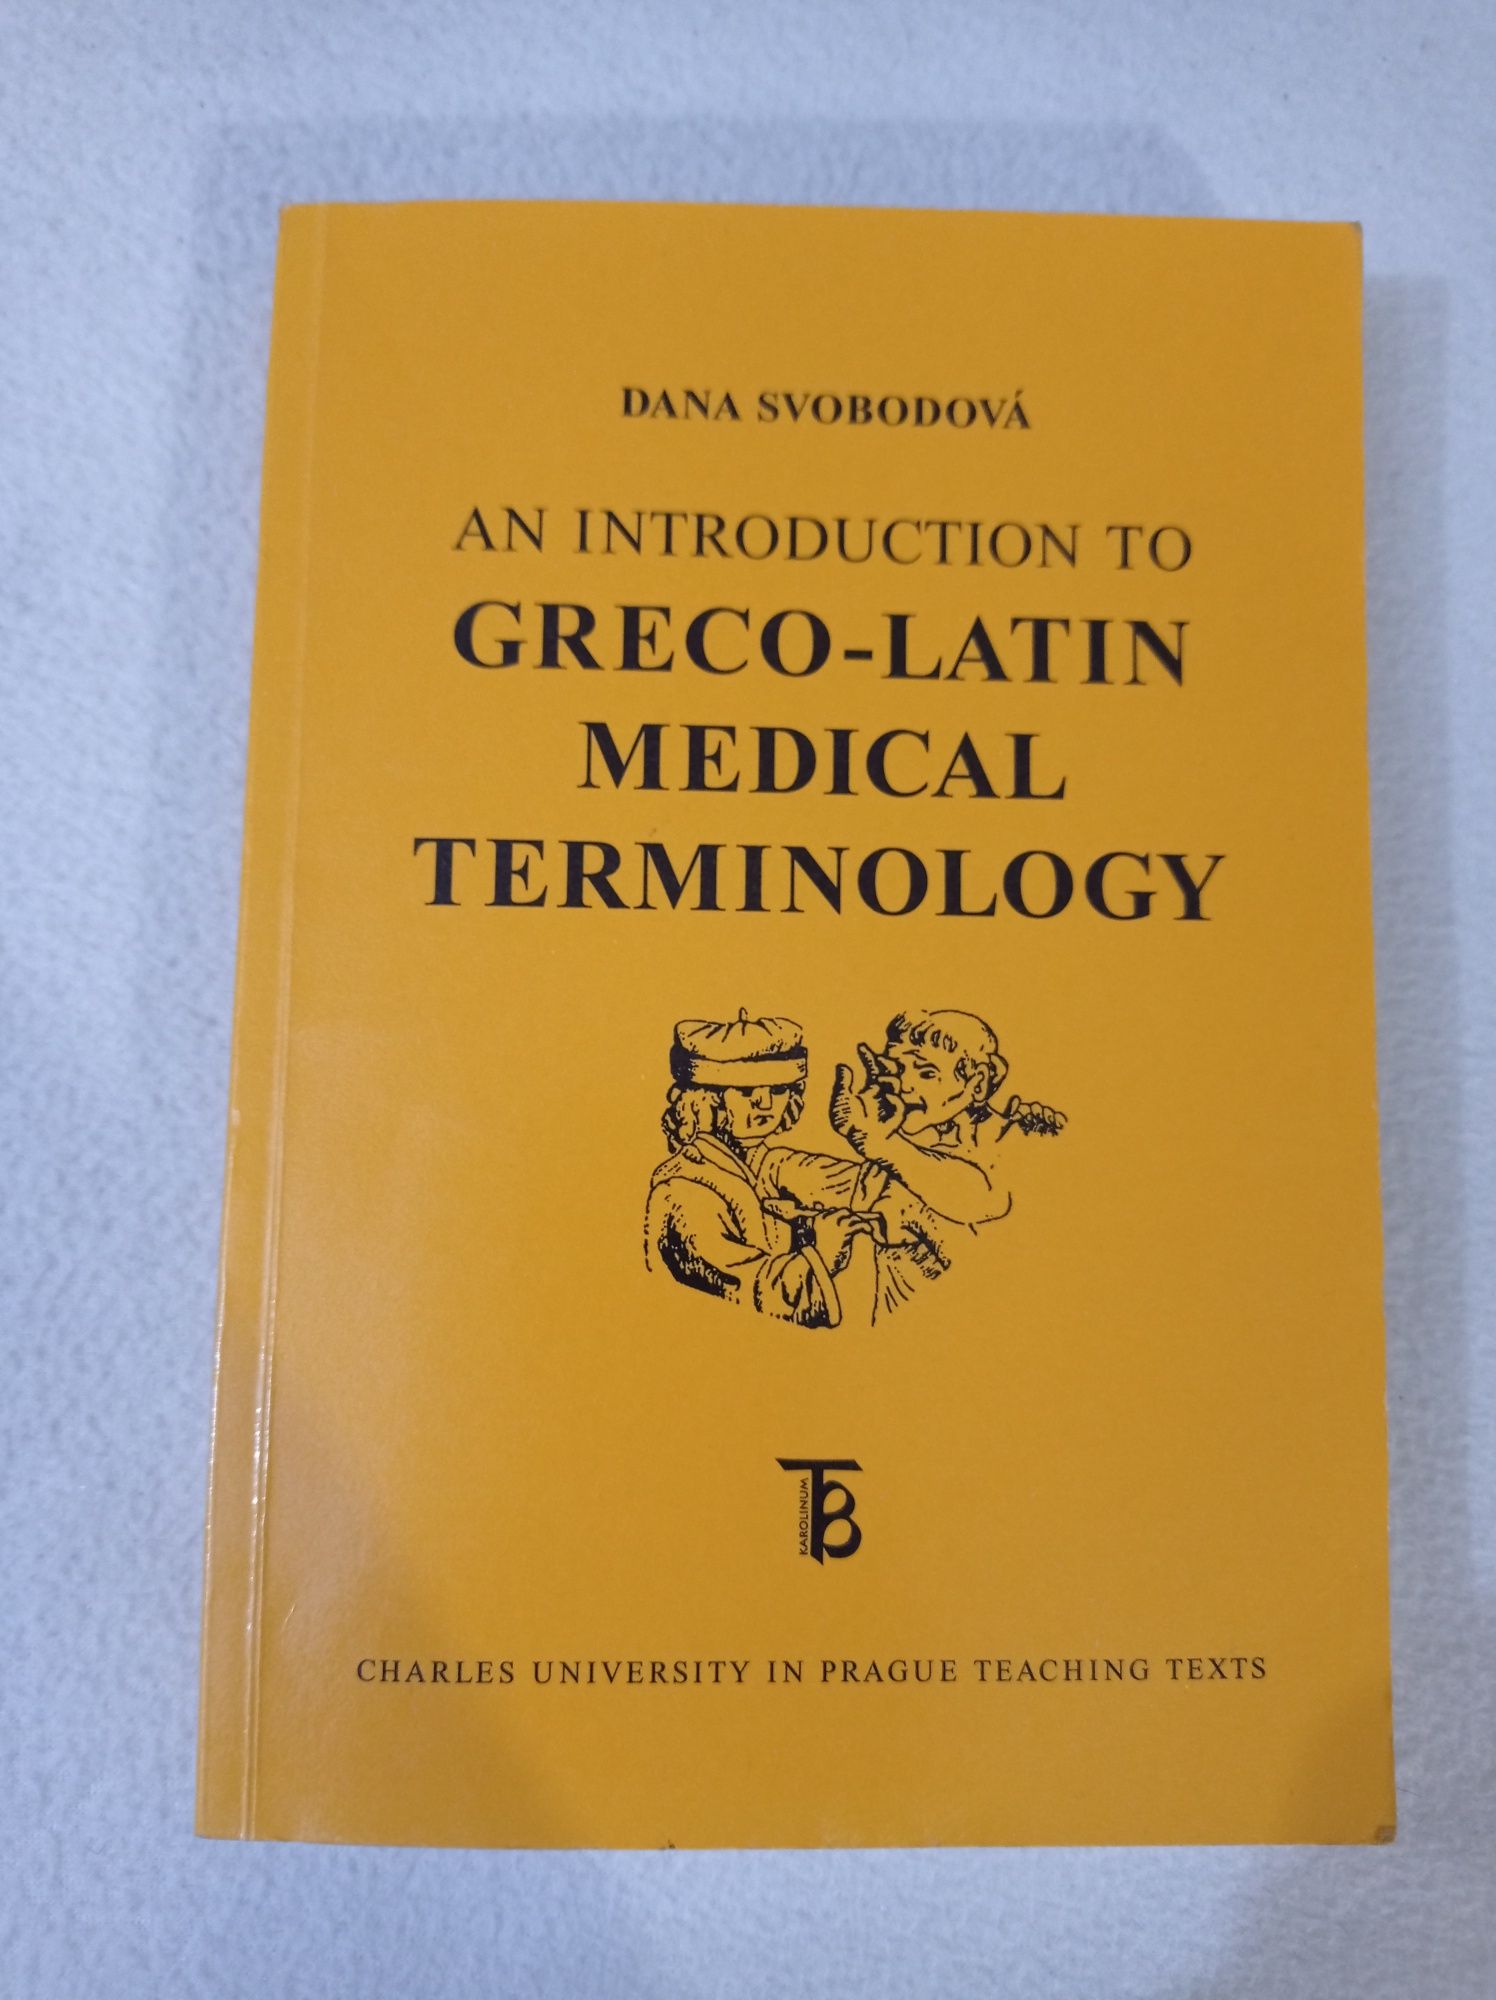 DANA SVOBODOVÁ
AN INTRODUCTION TO
GRECO-LATIN
MEDICAL
TERMINOLOGY
KAROLINUM
CHARLES UNIVERSITY IN PRAGUE TEACHING TEXTS